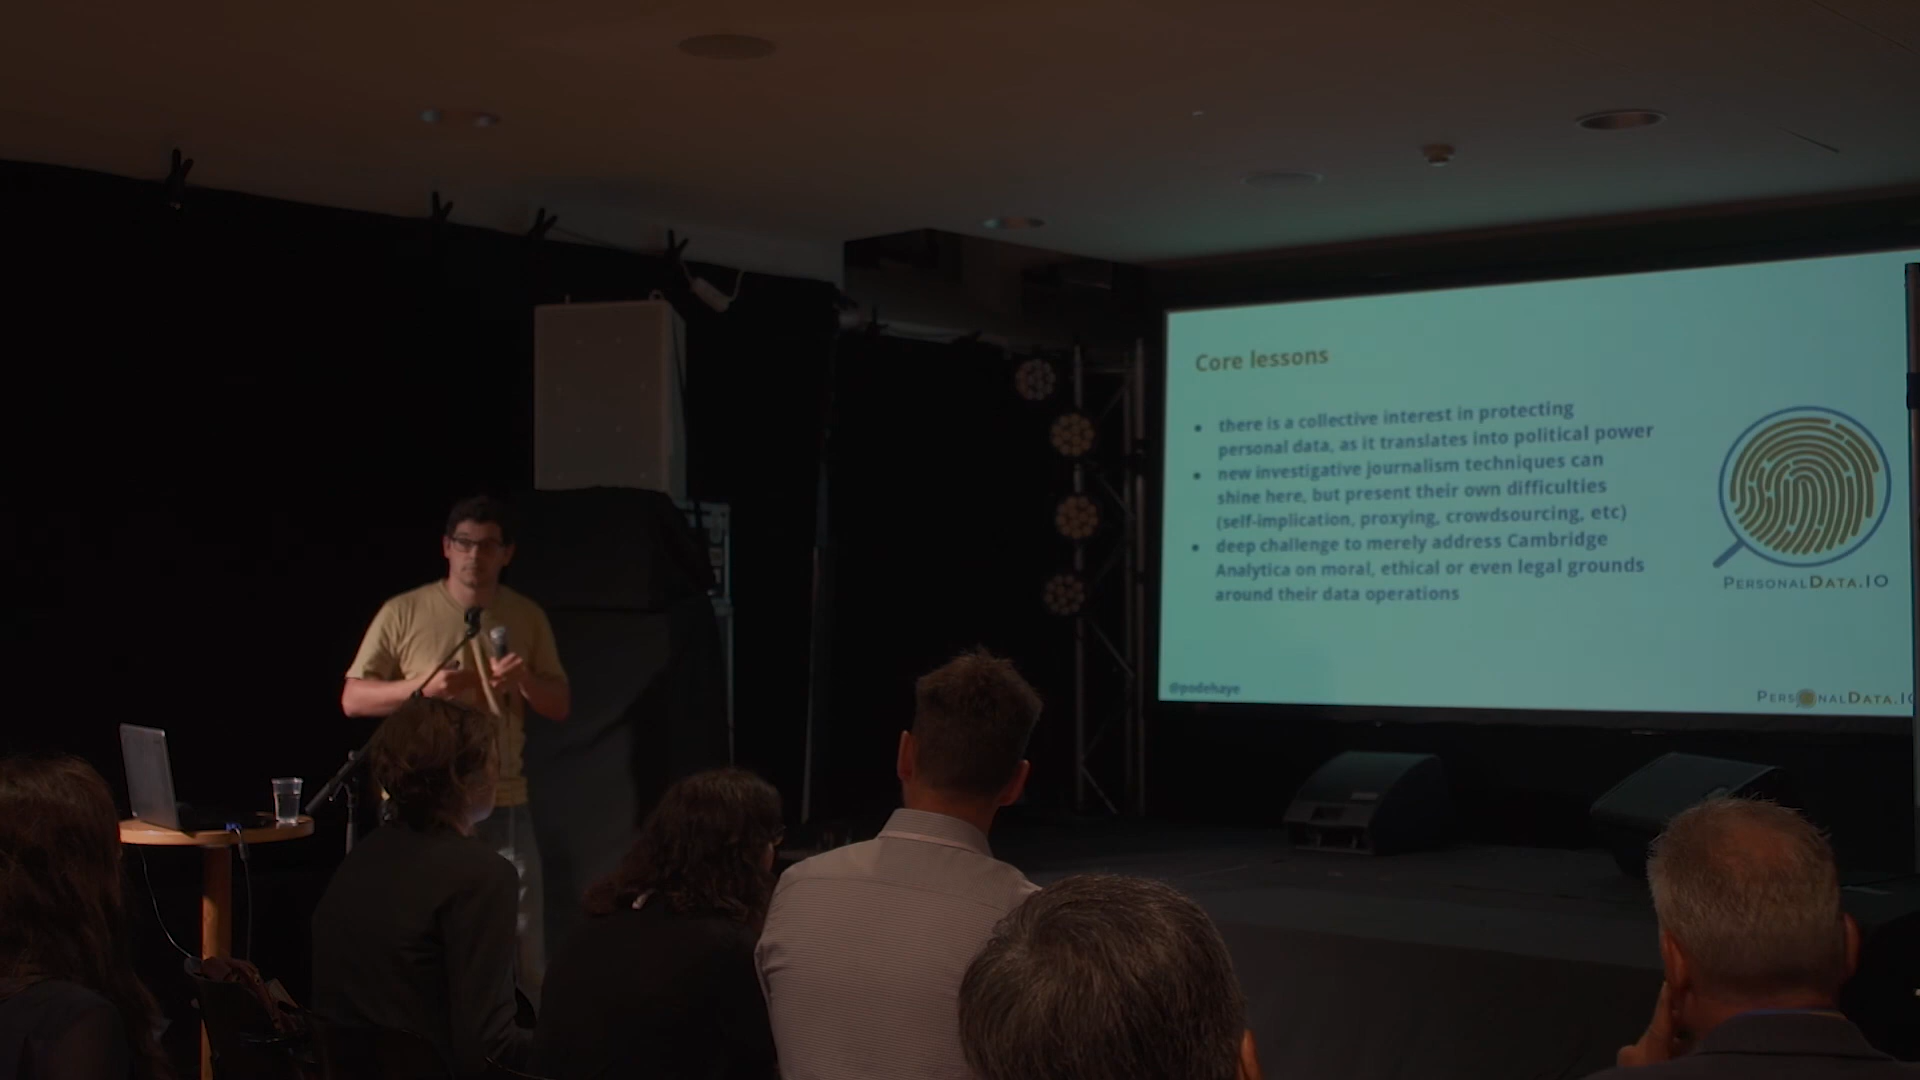 Core lessons
• there is a collective interest in protecting
personal data, as it translates into political power
• new investigative journalism techniques can
shine here, but present their own difficulties
(self-implication, proxying, crowdsourcing, etc)
• deep challenge to merely address Cambridge
Analytica on moral, ethical or even legal grounds
around their data operations
PERSONALDATA.IO
@podehaye
PERSONALDATA.IO